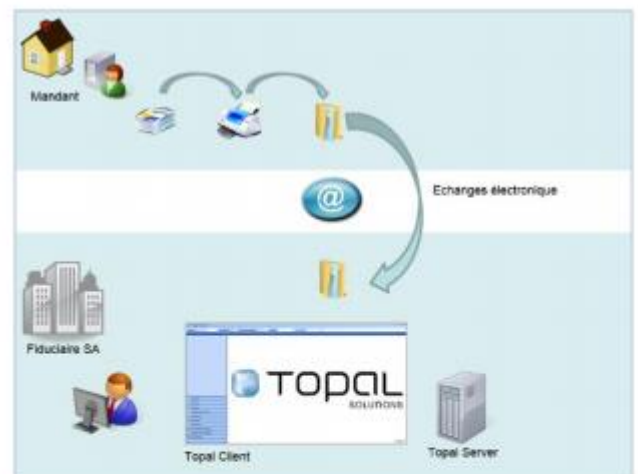 Mandant
@
Echanges électronique
Fiduciaire SA
TOPAL
SOLUTIONS
Topal Client
Topal Server